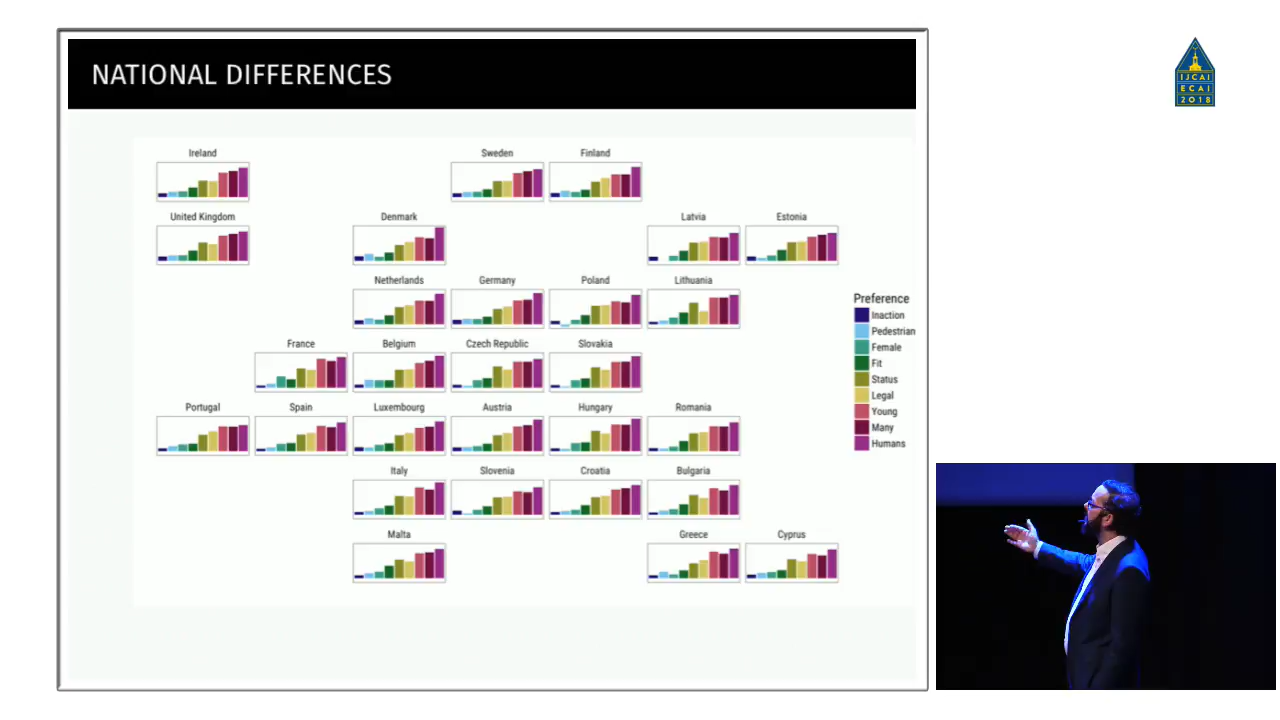 NATIONAL DIFFERENCES
IJCAI
ECAI
2018
Ireland
Sweden
Finland
United Kingdom
Denmark
Latvia
Estonia
Netherlands
Germany
Poland
Lithuania
France
Belgium
Czech Republic
Slovakia
Portugal
Spain
Luxembourg
Austria
Hungary
Romania
Italy
Slovenia
Croatia
Bulgaria
Malta
Greece
Cyprus
Preference
Inaction
Pedestrian
Female
Fit
Status
Legal
Young
Many
Humans